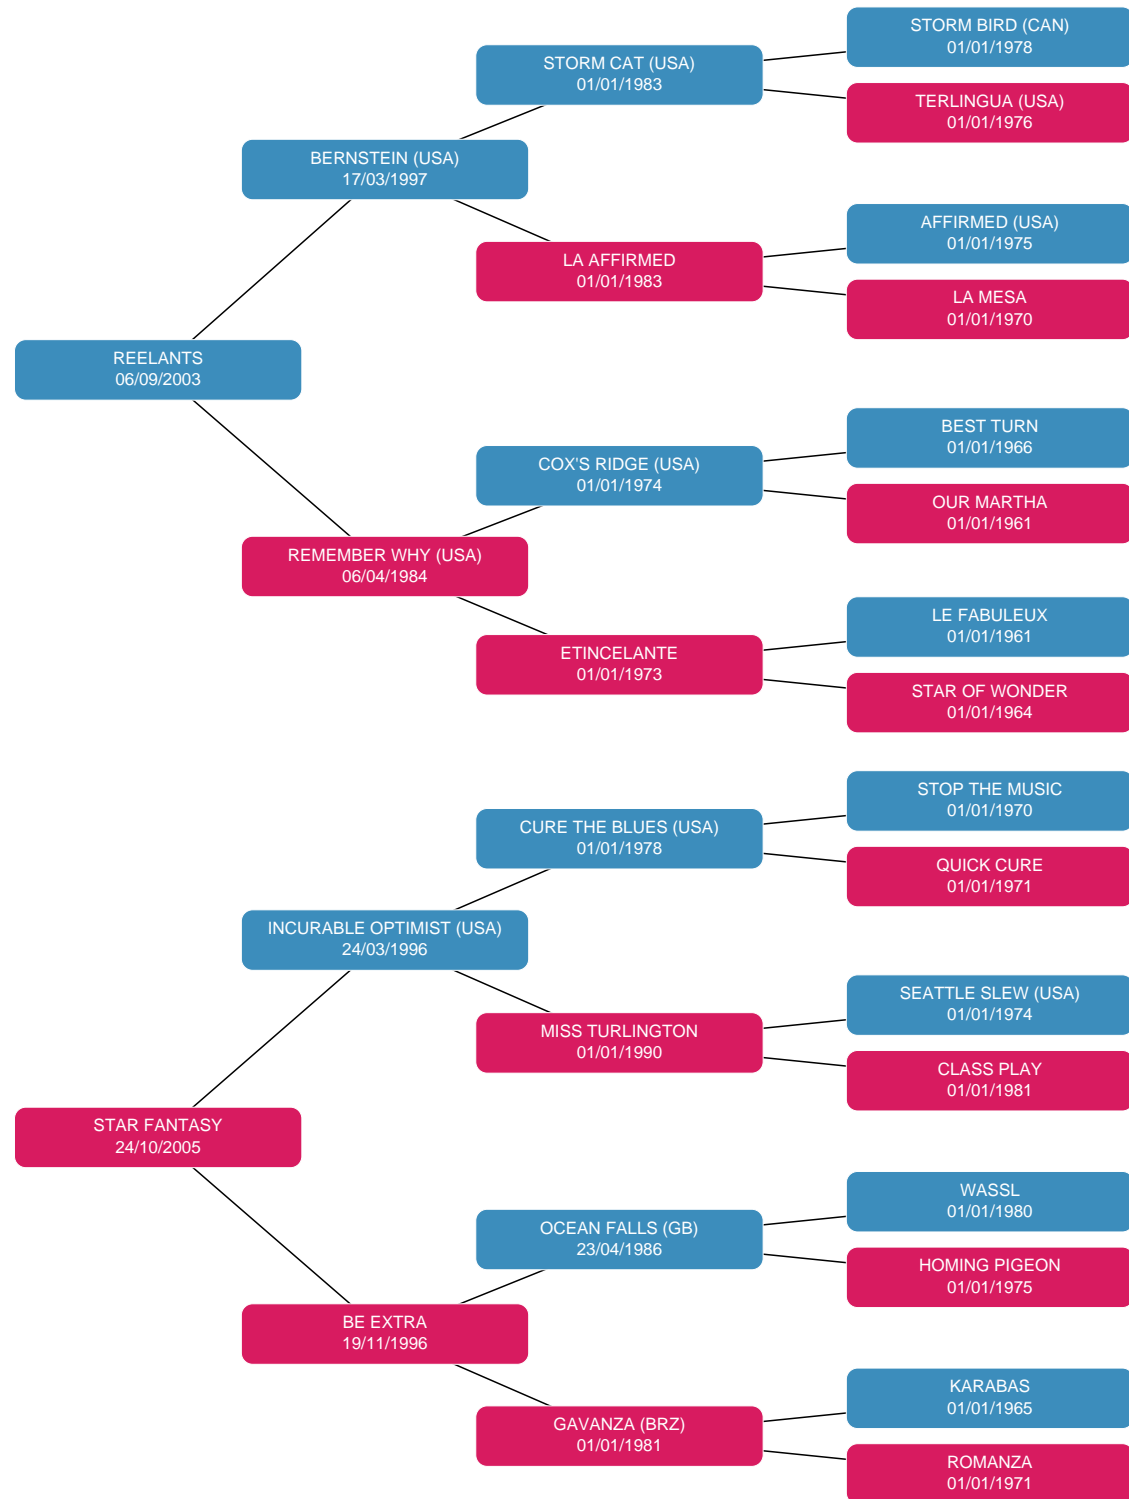 STORM BIRD (CAN)
01/01/1978
STORM CAT (USA)
01/01/1983
TERLINGUA (USA)
01/01/1976
BERNSTEIN (USA)
17/03/1997
AFFIRMED (USA)
01/01/1975
LA AFFIRMED
01/01/1983
LA MESA
01/01/1970
REELANTS
06/09/2003
BEST TURN
01/01/1966
COX'S RIDGE (USA)
01/01/1974
OUR MARTHA
01/01/1961
REMEMBER WHY (USA)
06/04/1984
LE FABULEUX
01/01/1961
ETINCELANTE
01/01/1973
STAR OF WONDER
01/01/1964
STOP THE MUSIC
01/01/1970
CURE THE BLUES (USA)
01/01/1978
QUICK CURE
01/01/1971
INCURABLE OPTIMIST (USA)
24/03/1996
SEATTLE SLEW (USA)
01/01/1974
MISS TURLINGTON
01/01/1990
CLASS PLAY
01/01/1981
STAR FANTASY
24/10/2005
WASSL
01/01/1980
OCEAN FALLS (GB)
23/04/1986
HOMING PIGEON
01/01/1975
BE EXTRA
19/11/1996
KARABAS
01/01/1965
GAVANZA (BRZ)
01/01/1981
ROMANZA
01/01/1971